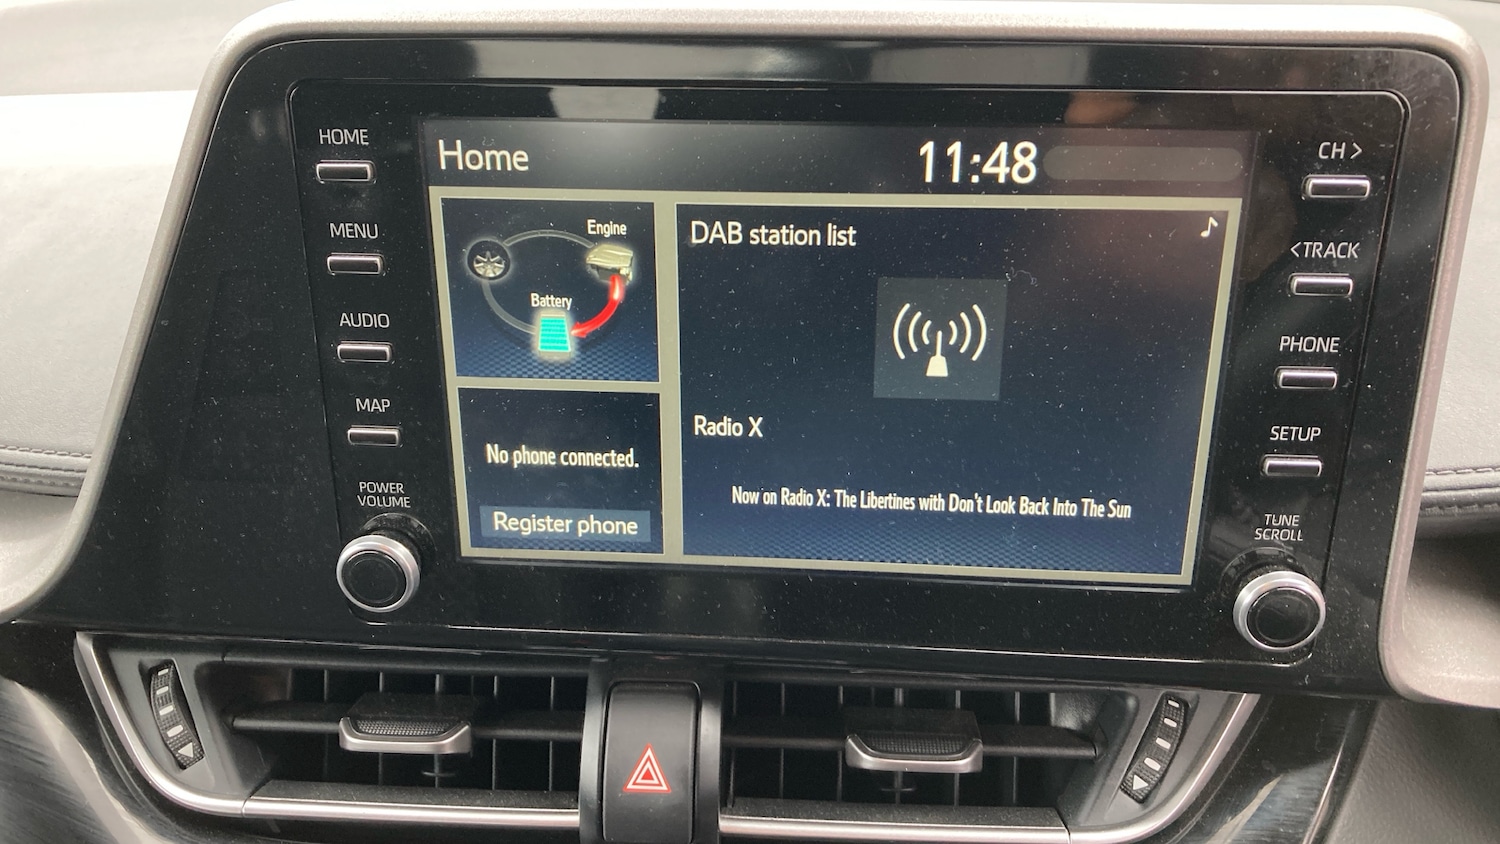 HOME
MENU
AUDIO
MAP
POWER
VOLUME
Home
11:48
Engine
Battery
No phone connected.
Register phone
DAB station list
Radio X
Now on Radio X: The Libertines with Don't Look Back Into The Sun
CH >
<TRACK
PHONE
SETUP
TUNE
SCROLL